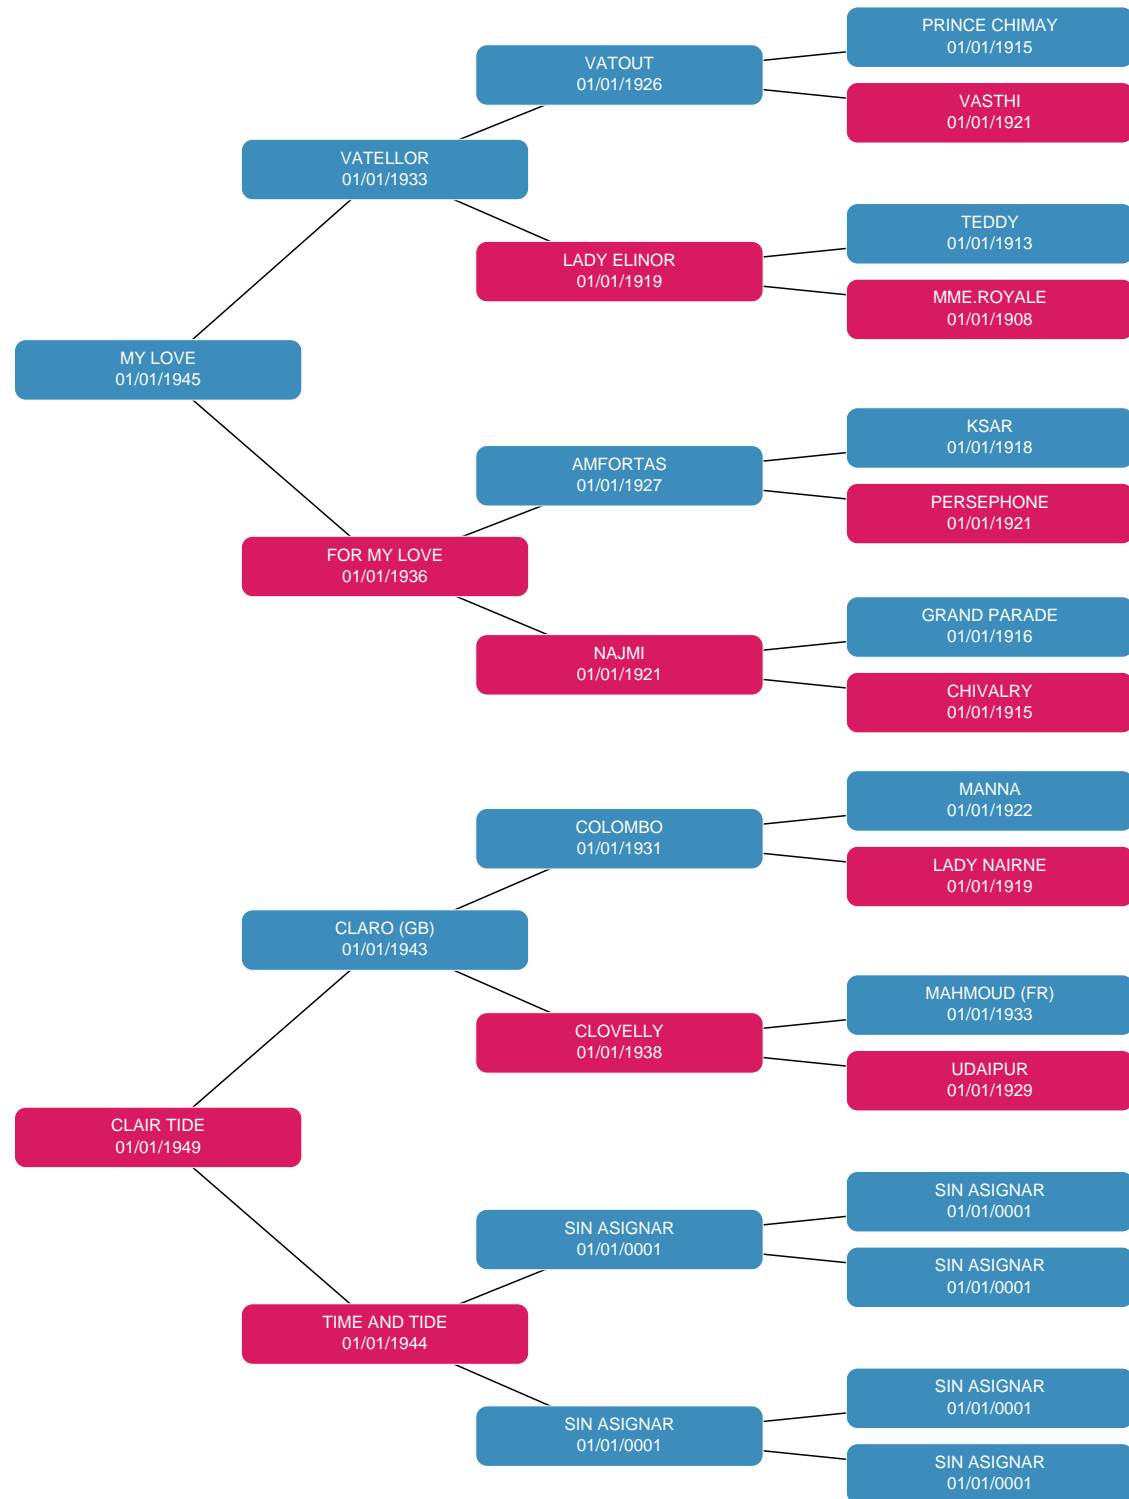 PRINCE CHIMAY
01/01/1915
VATOUT
01/01/1926
VASTHI
01/01/1921
VATELLOR
01/01/1933
TEDDY
01/01/1913
LADY ELINOR
01/01/1919
MME.ROYALE
01/01/1908
MY LOVE
01/01/1945
KSAR
01/01/1918
AMFORTAS
01/01/1927
PERSEPHONE
01/01/1921
FOR MY LOVE
01/01/1936
GRAND PARADE
01/01/1916
NAJMI
01/01/1921
CHIVALRY
01/01/1915
MANNA
01/01/1922
COLOMBO
01/01/1931
LADY NAIRNE
01/01/1919
CLARO (GB)
01/01/1943
MAHMOUD (FR)
01/01/1933
CLOVELLY
01/01/1938
UDAIPUR
01/01/1929
CLAIR TIDE
01/01/1949
SIN ASIGNAR
01/01/0001
SIN ASIGNAR
01/01/0001
SIN ASIGNAR
01/01/0001
TIME AND TIDE
01/01/1944
SIN ASIGNAR
01/01/0001
SIN ASIGNAR
01/01/0001
SIN ASIGNAR
01/01/0001